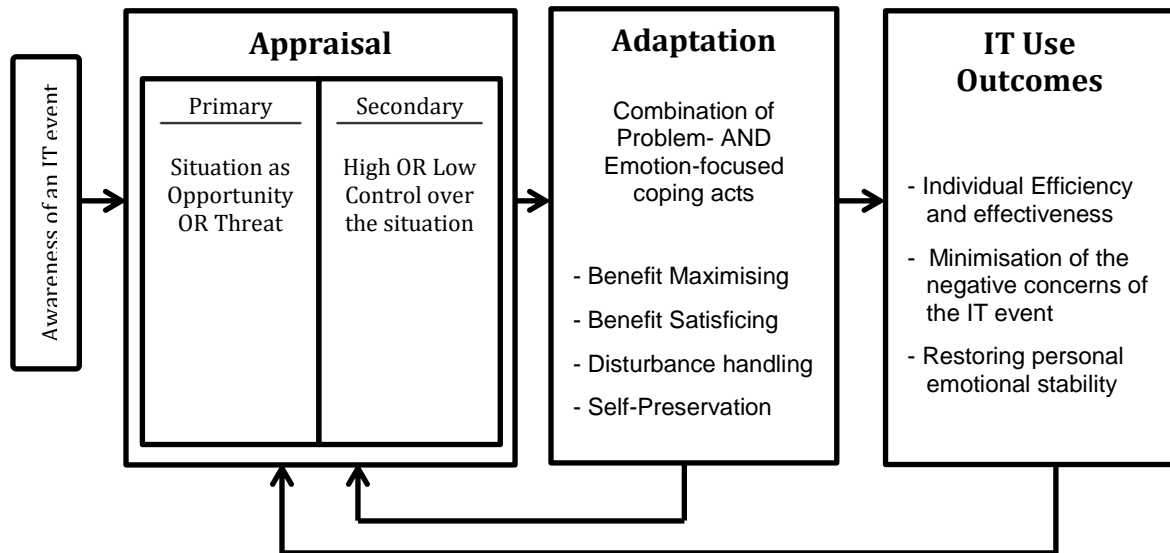 Awareness of an IT event
Appraisal
Primary
Situation as
Opportunity
OR Threat
Secondary
High OR Low
Control over
the situation
Adaptation
Combination of
Problem- AND
Emotion-focused
coping acts
- Benefit Maximising
- Benefit Satisficing
- Disturbance handling
- Self-Preservation
IT Use
Outcomes
- Individual Efficiency
and effectiveness
- Minimisation of the
negative concerns of
the IT event
- Restoring personal
emotional stability